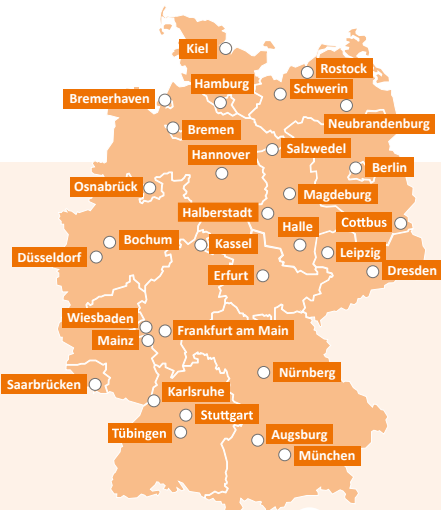 Kiel
Rostock
Hamburg
Schwerin
Bremerhaven
Neubrandenburg
Bremen
Salzwedel
Hannover
Berlin
Osnabrück
Magdeburg
Halberstadt
Cottbus
Halle
Bochum
Kassel
Leipzig
Düsseldorf
Erfurt
Dresden
Wiesbaden
Frankfurt am Main
Mainz
Nürnberg
Saarbrücken
Karlsruhe
Stuttgart
Tübingen
Augsburg
München